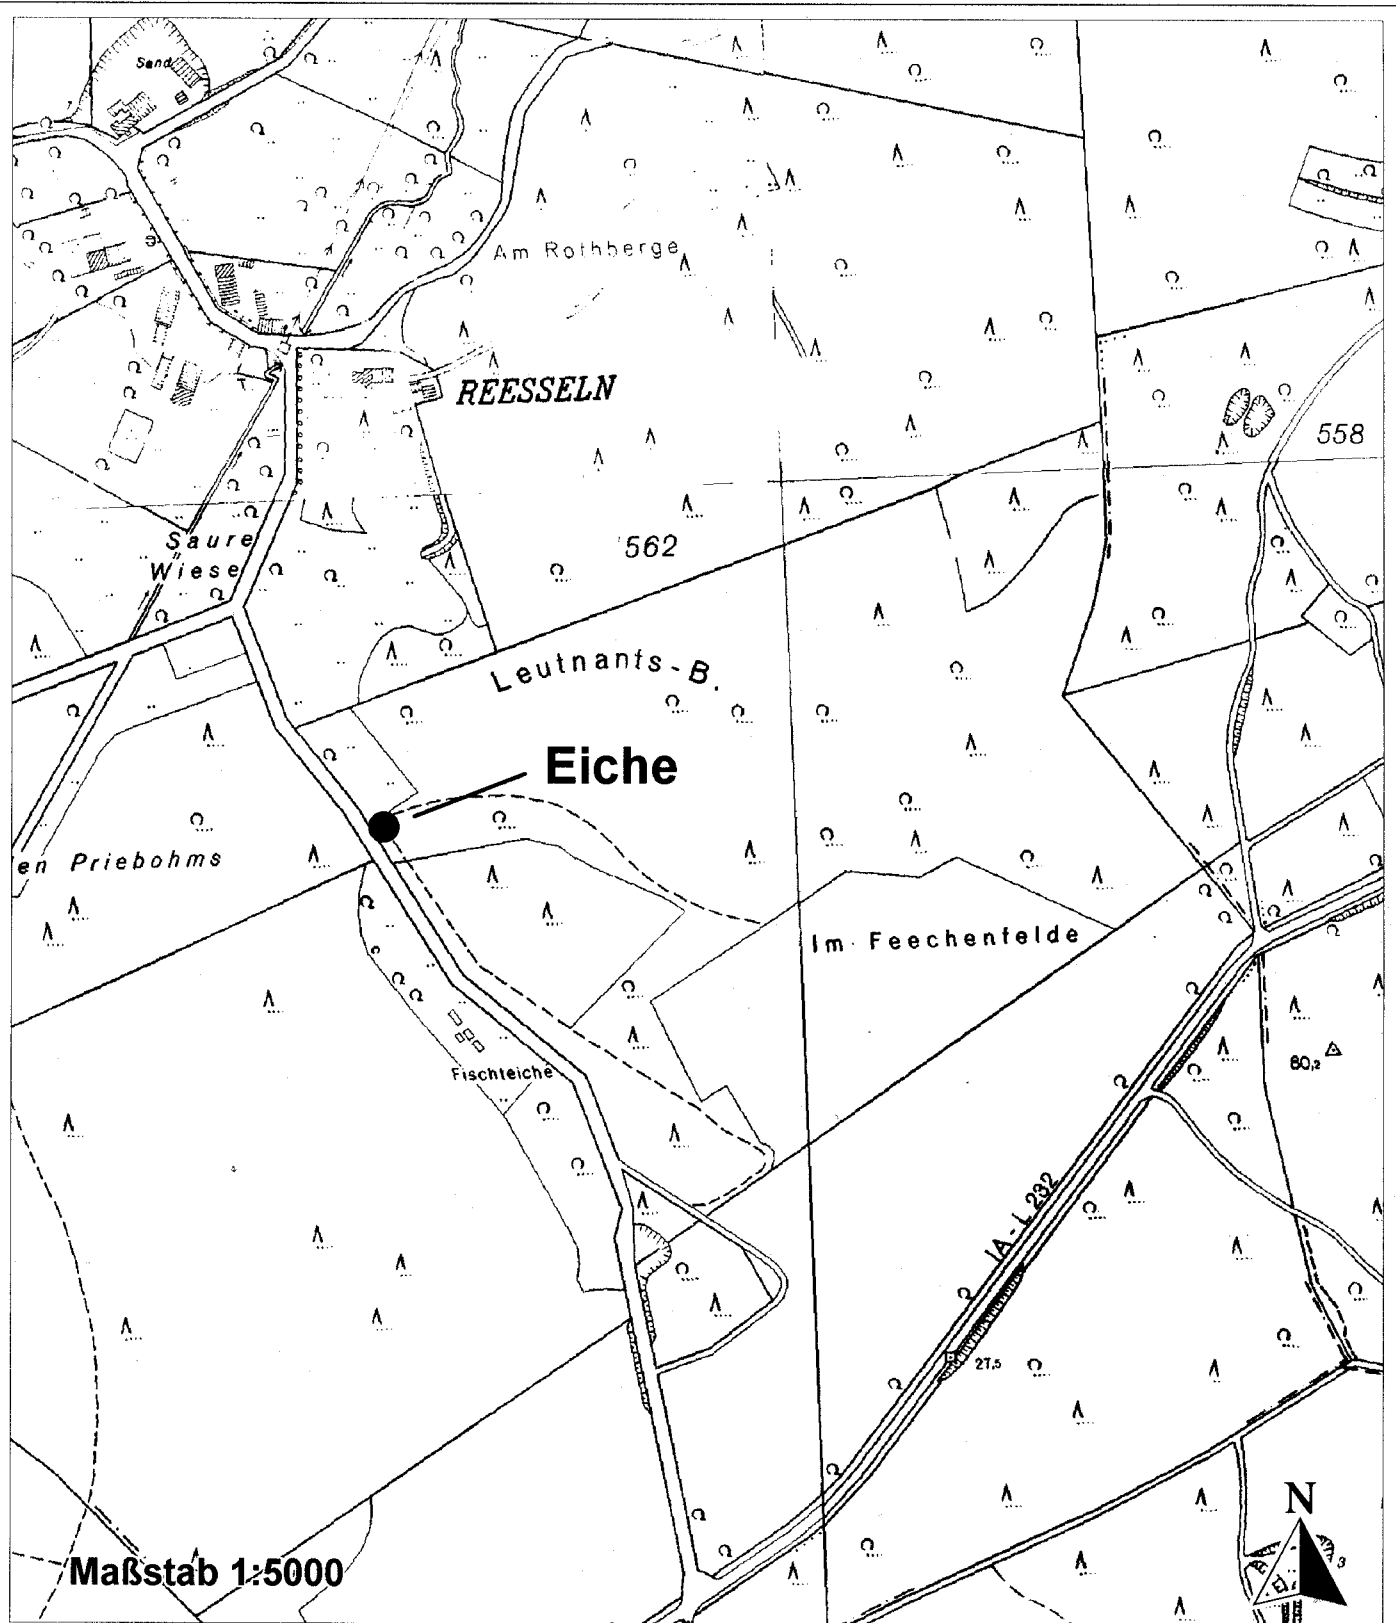 Sand
Am Rothberge
REESSELN
558
Saure
Wiese
562
Leutnants-B.
Eiche
en Priebohms
Im Feechenfelde
Fischteiche
80,2
IA-L 232
27,5
N
Maßstab 1:5000
3
E